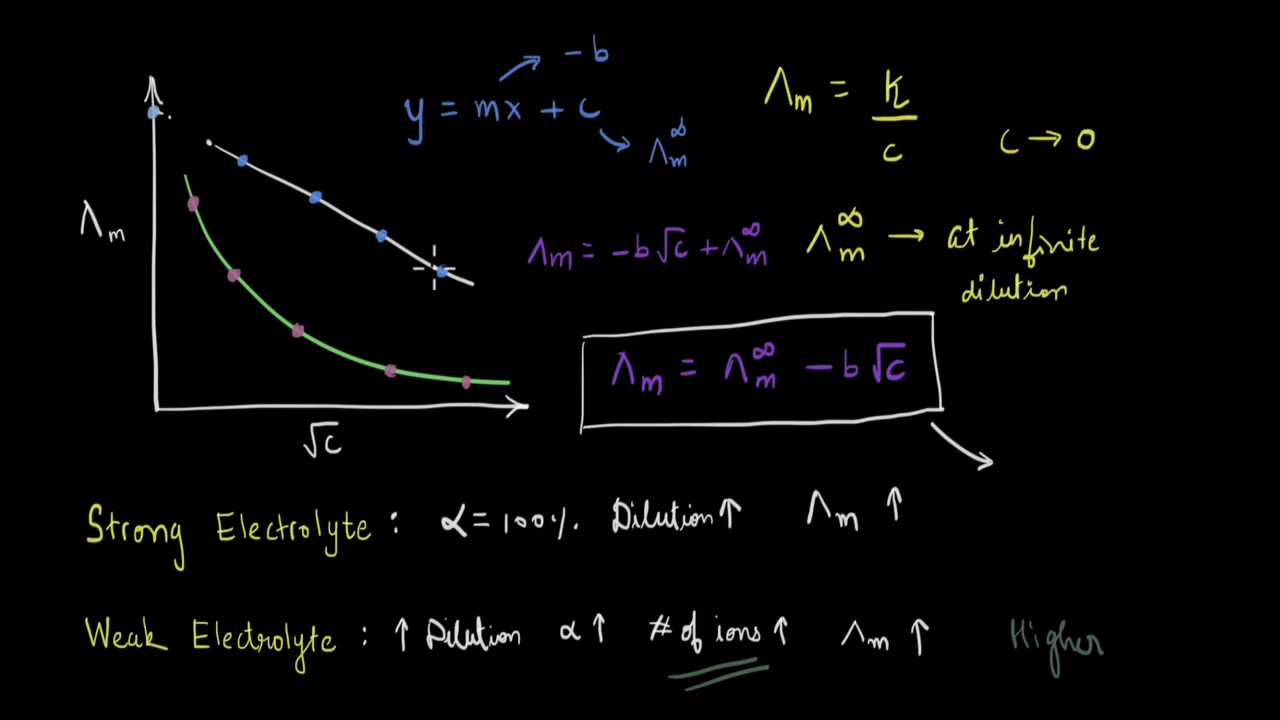 → -b
y = mx + c
→ Λm^∞
Λm = K/c
c → 0
Λm
Λm = -b√c + Λm^∞
Λm^∞ → at infinite
dilution
Λm = Λm^∞ - b√c
√c
Strong Electrolyte : α = 100%. Dilution ↑ Λm ↑
Weak Electrolyte : ↑ Dilution α ↑ # of ions ↑ Λm ↑ Higher